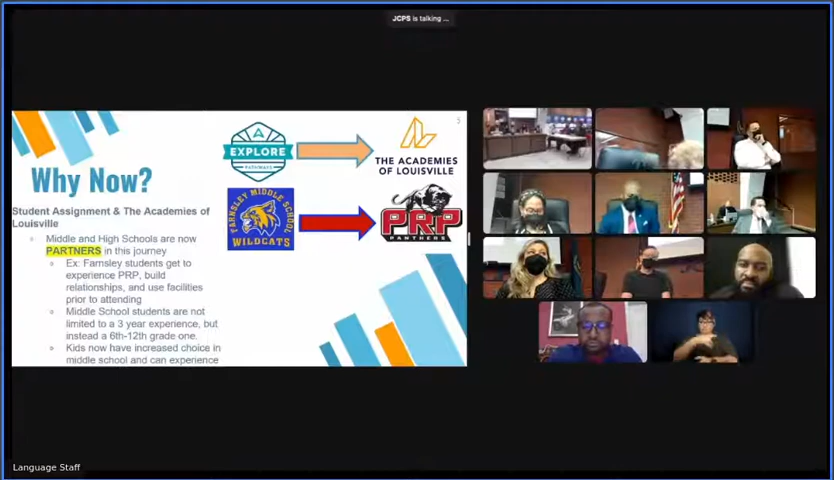 JCPS is talking ...
5
EXPLORE
PATHWAYS
THE ACADEMIES
OF LOUISVILLE
Why Now?
FARNSLEY MIDDLE SCHOOL
WILDCATS
PRP
PANTHERS
Student Assignment & The Academies of
Louisville
Middle and High Schools are now
PARTNERS in this journey
Ex: Farnsley students get to
experience PRP, build
relationships, and use facilities
prior to attending
Middle School students are not
limited to a 3 year experience, but
instead a 6th-12th grade one.
Kids now have increased choice in
middle school and can experience
Language Staff